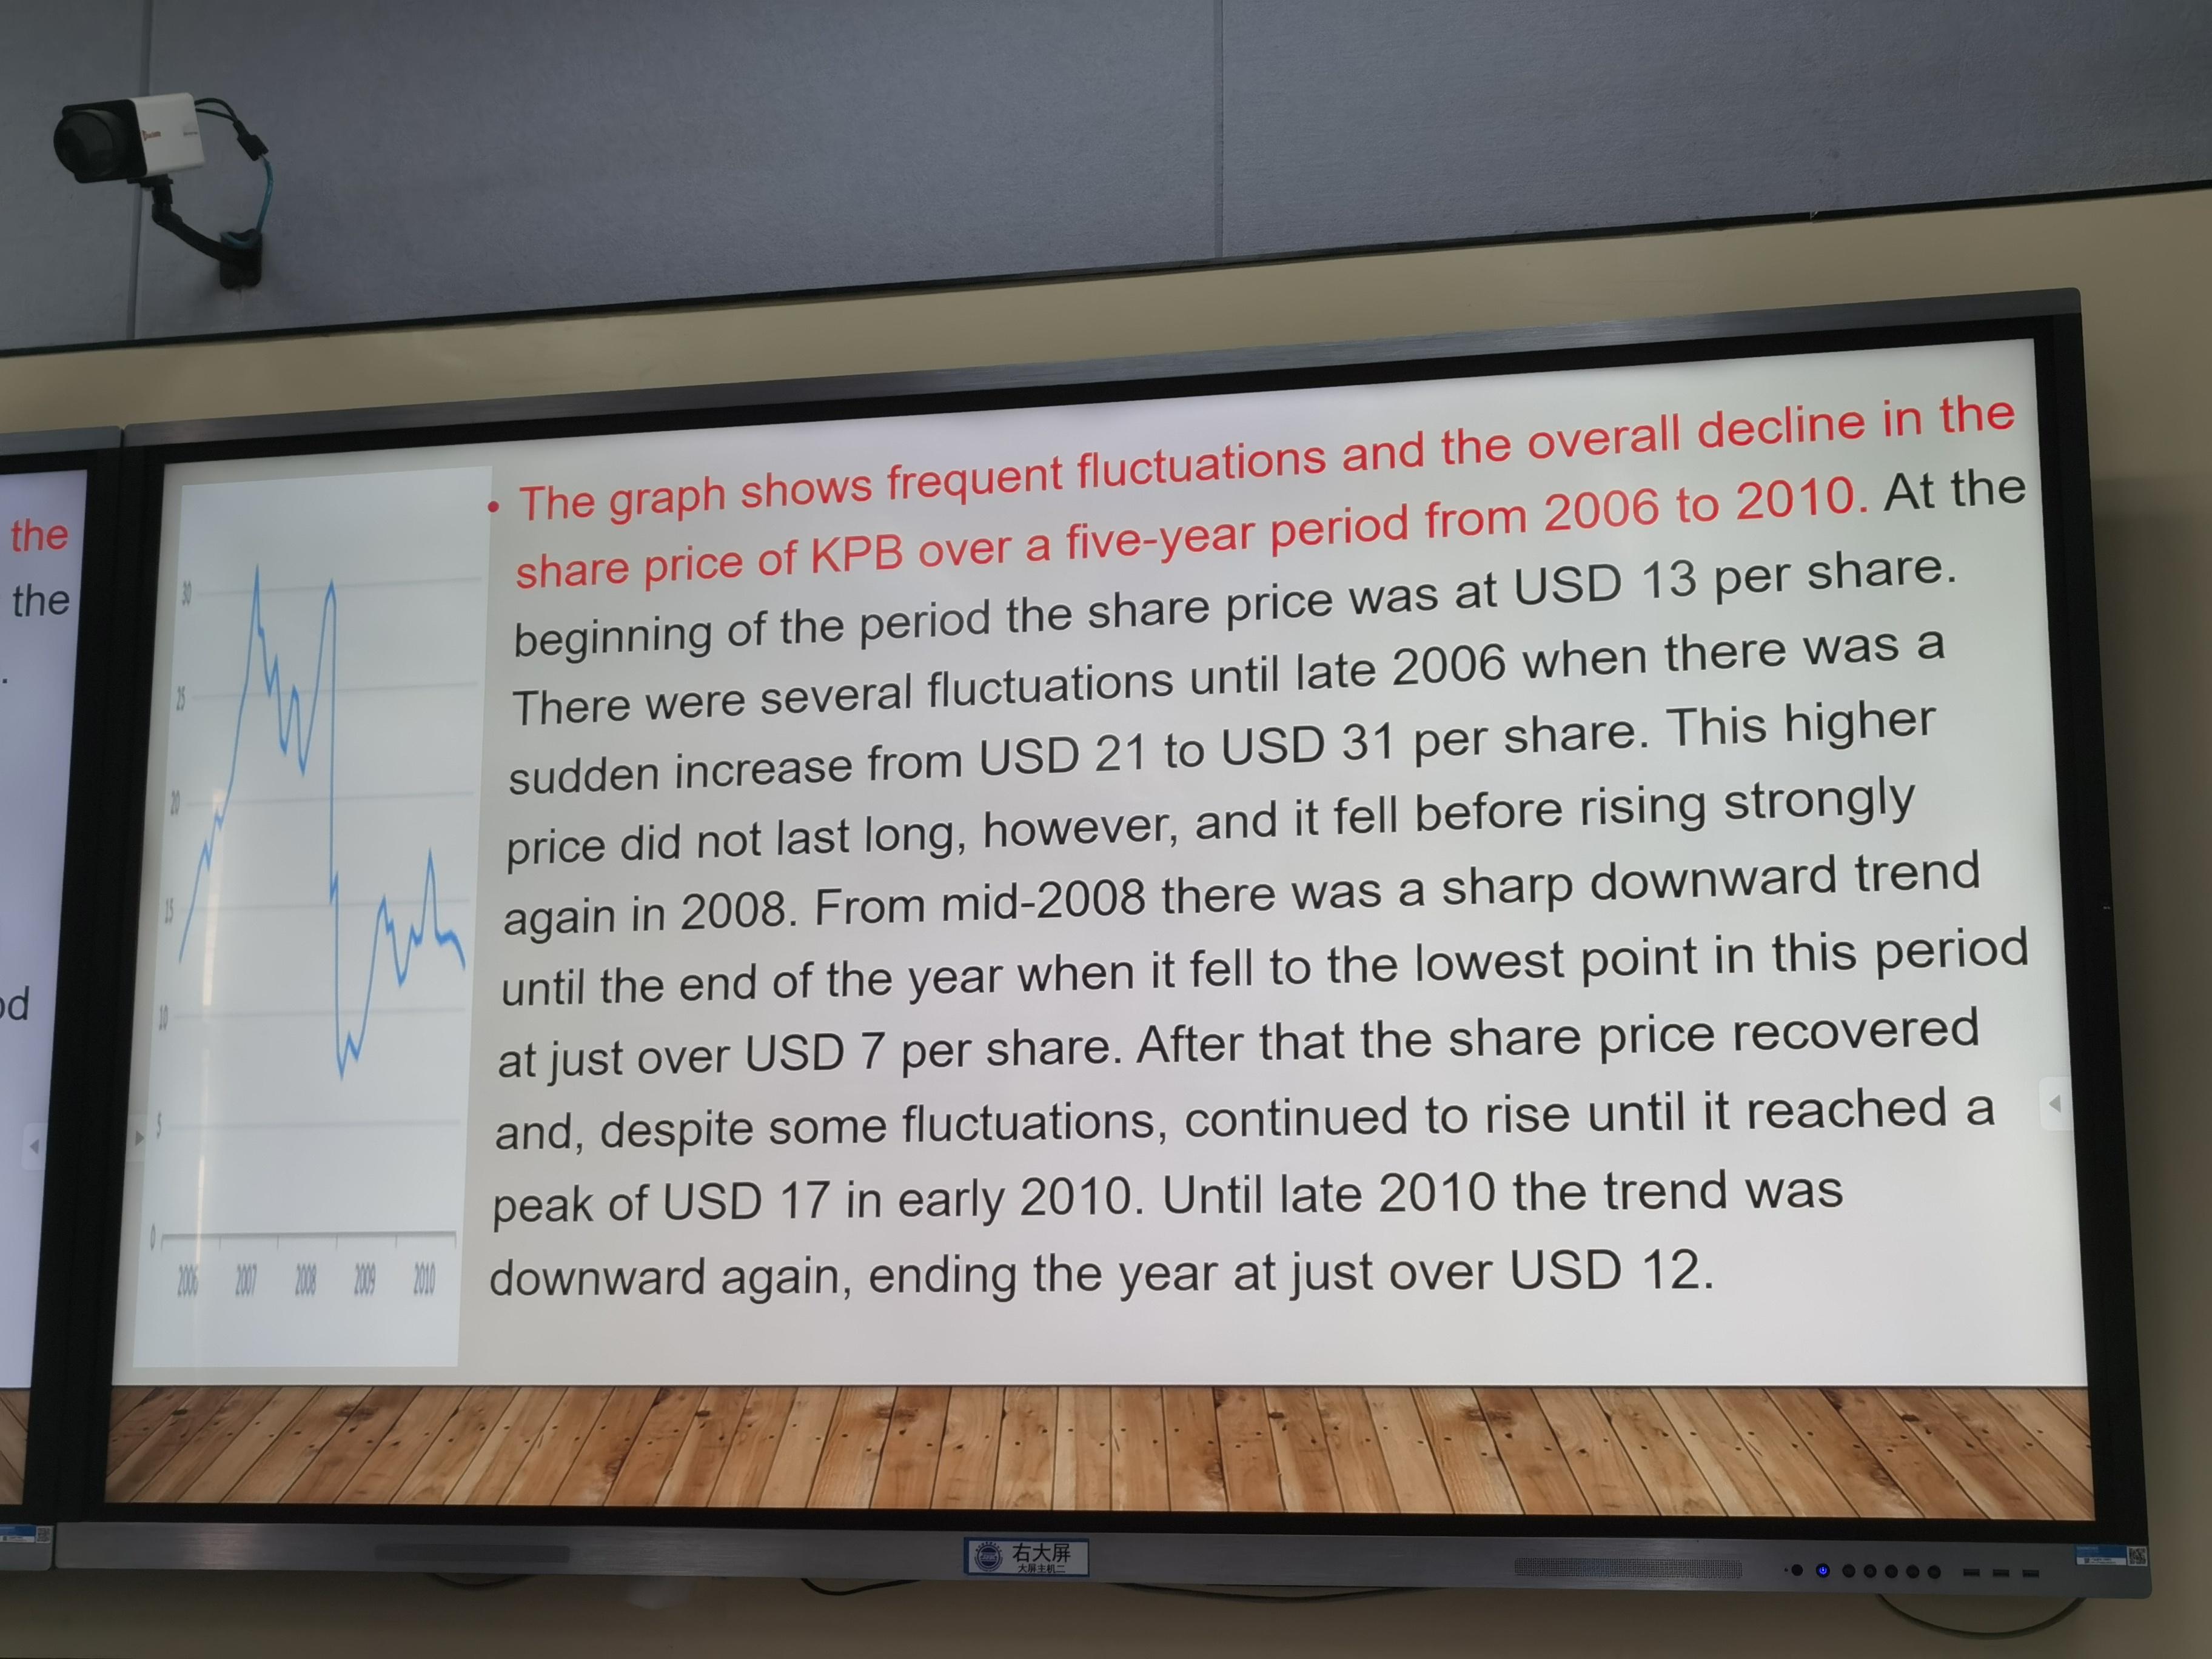 the
the
.
od
• The graph shows frequent fluctuations and the overall decline in the
share price of KPB over a five-year period from 2006 to 2010. At the
beginning of the period the share price was at USD 13 per share.
There were several fluctuations until late 2006 when there was a
sudden increase from USD 21 to USD 31 per share. This higher
price did not last long, however, and it fell before rising strongly
again in 2008. From mid-2008 there was a sharp downward trend
until the end of the year when it fell to the lowest point in this period
at just over USD 7 per share. After that the share price recovered
and, despite some fluctuations, continued to rise until it reached a
peak of USD 17 in early 2010. Until late 2010 the trend was
downward again, ending the year at just over USD 12.
30
25
20
15
10
5
0
2006 2007 2008 2009 2010
右大屏
大屏主机二